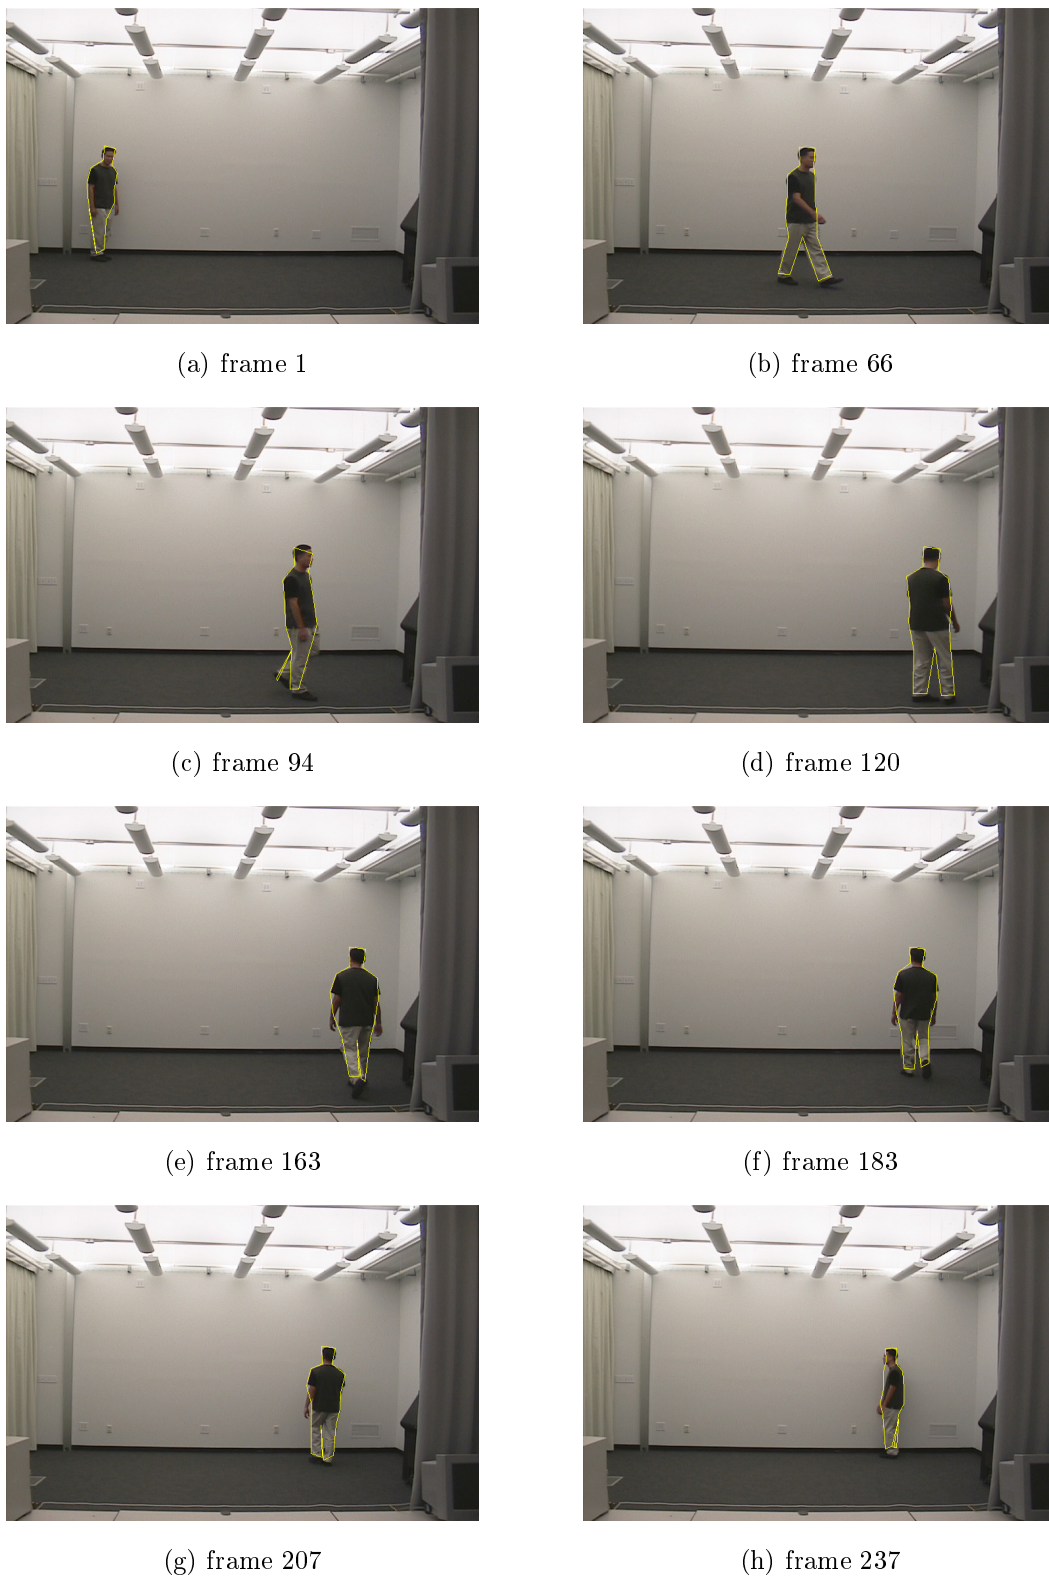 (a) frame 1
(b) frame 66
(c) frame 94
(d) frame 120
(e) frame 163
(f) frame 183
(g) frame 207
(h) frame 237